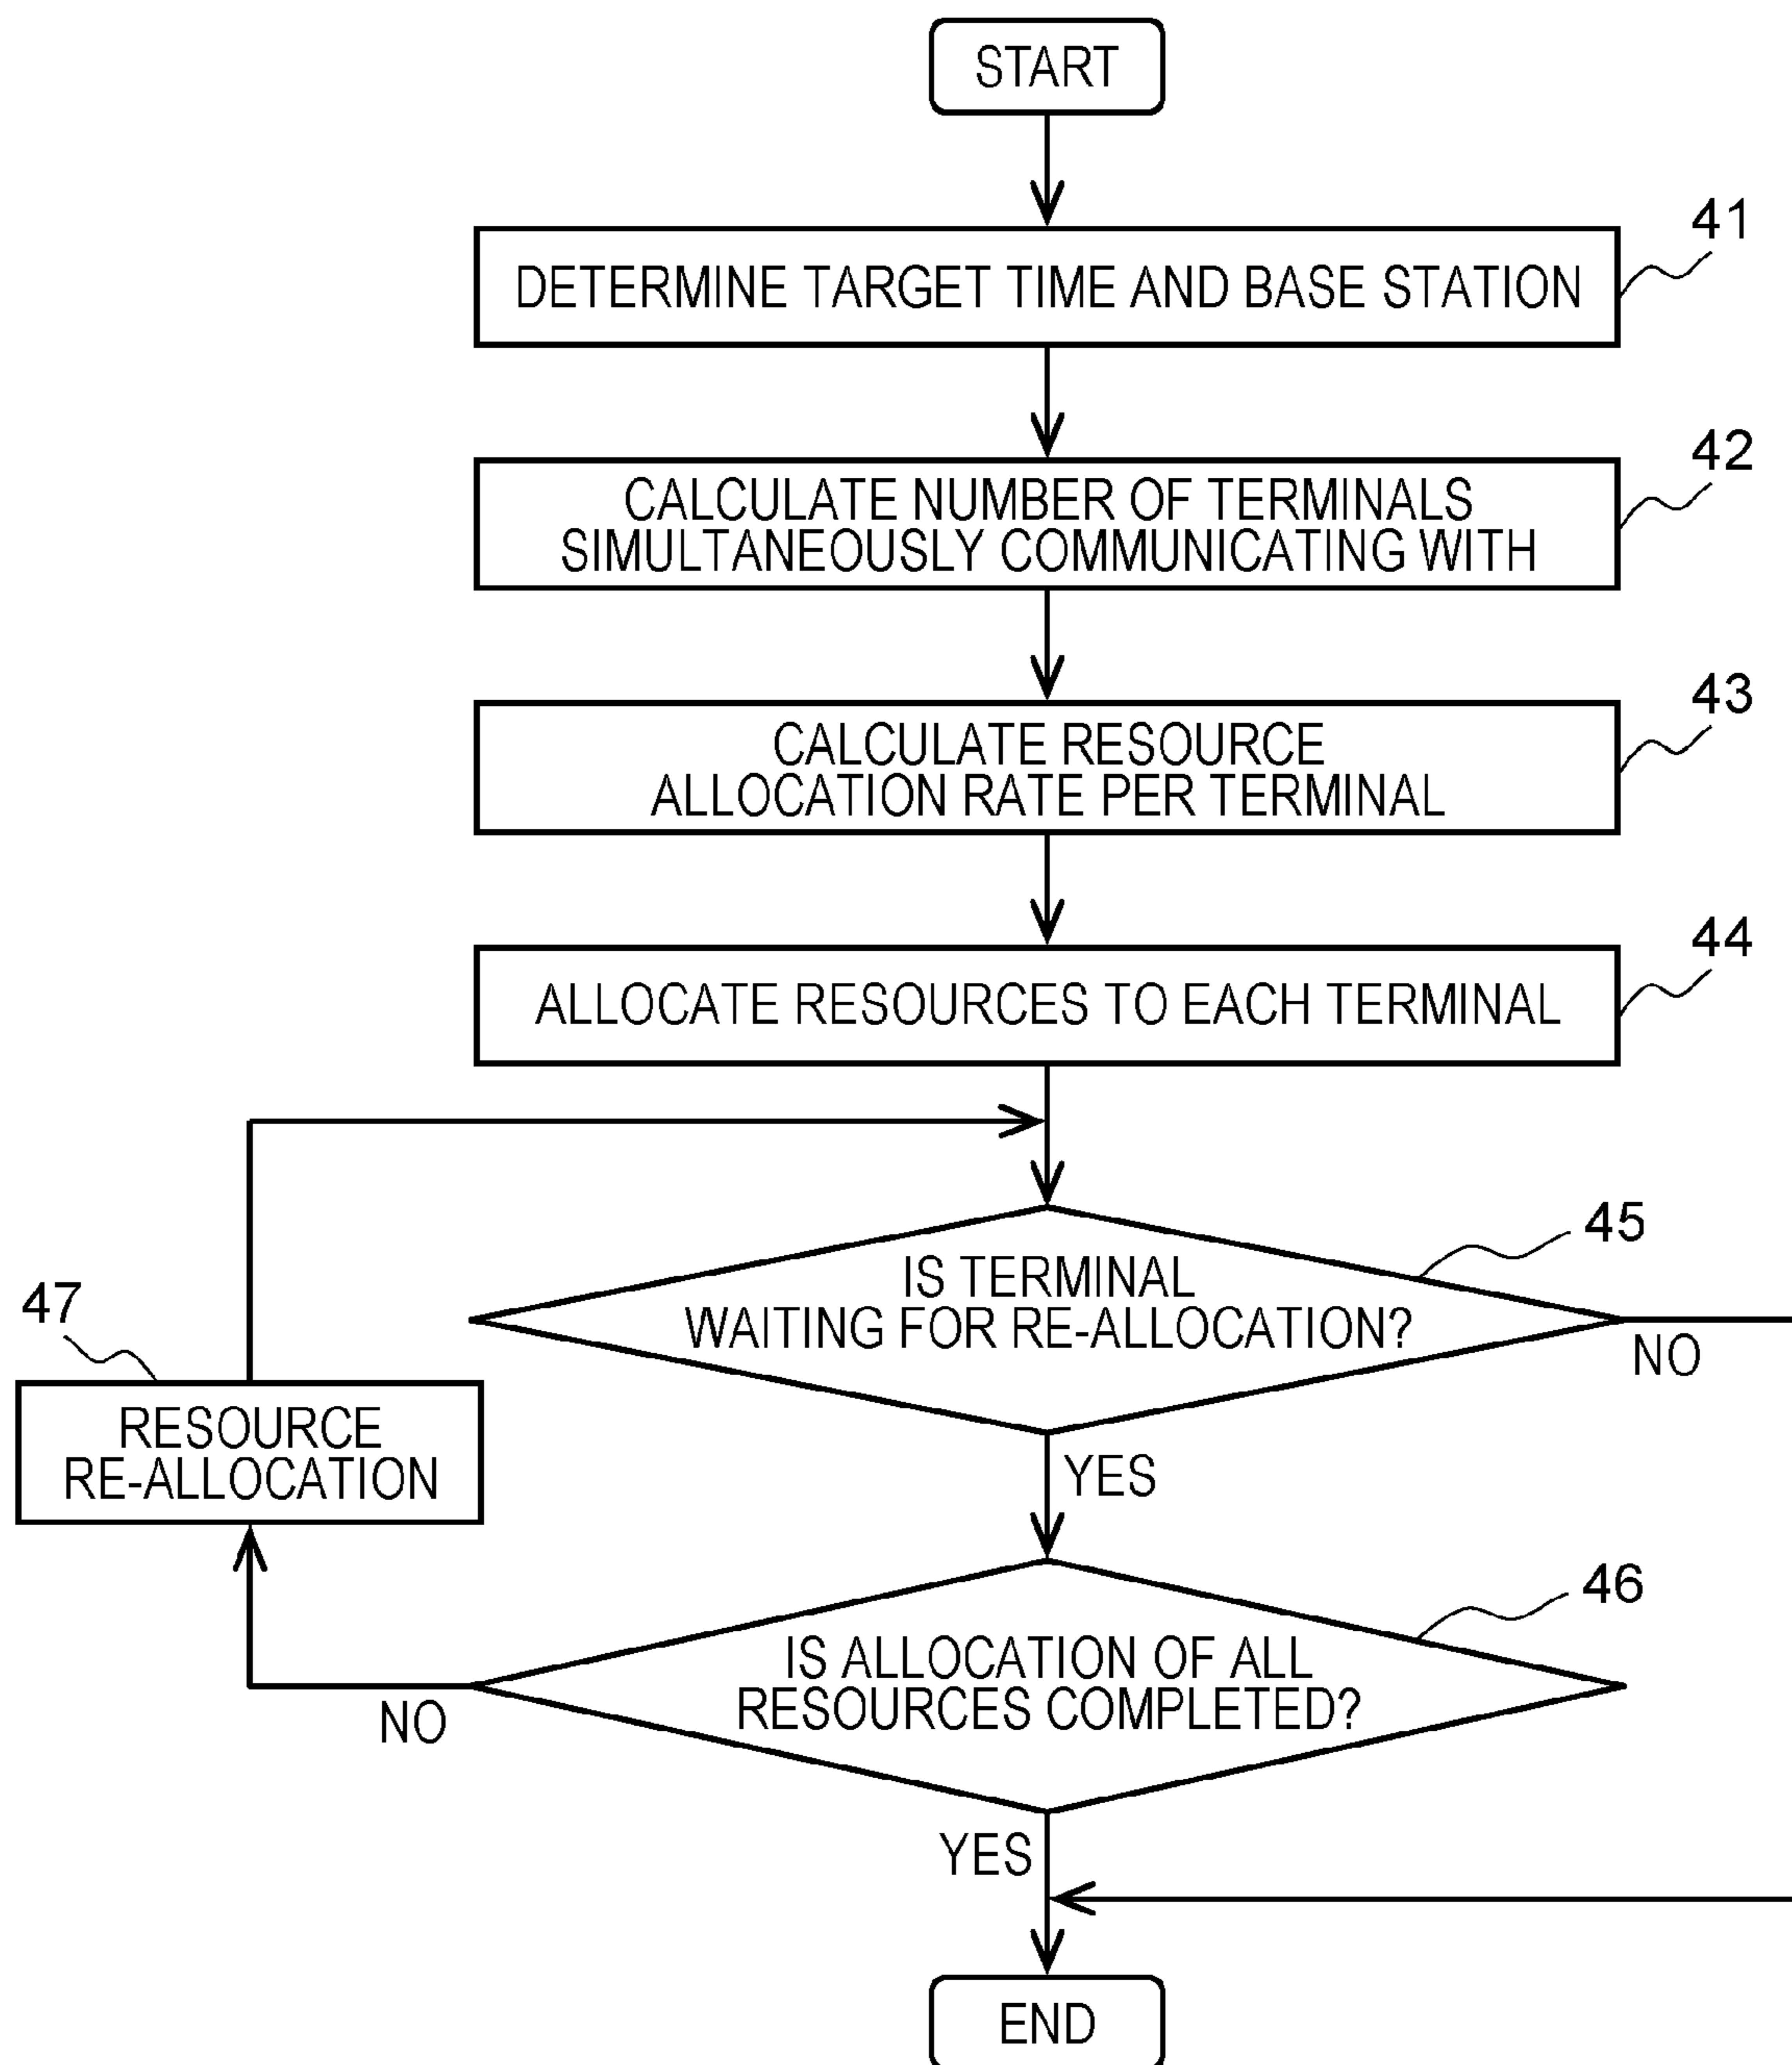 START
41
DETERMINE TARGET TIME AND BASE STATION
42
CALCULATE NUMBER OF TERMINALS
SIMULTANEOUSLY COMMUNICATING WITH
43
CALCULATE RESOURCE
ALLOCATION RATE PER TERMINAL
44
ALLOCATE RESOURCES TO EACH TERMINAL
45
IS TERMINAL
WAITING FOR RE-ALLOCATION?
NO
47
RESOURCE
RE-ALLOCATION
YES
46
IS ALLOCATION OF ALL
RESOURCES COMPLETED?
NO
YES
END